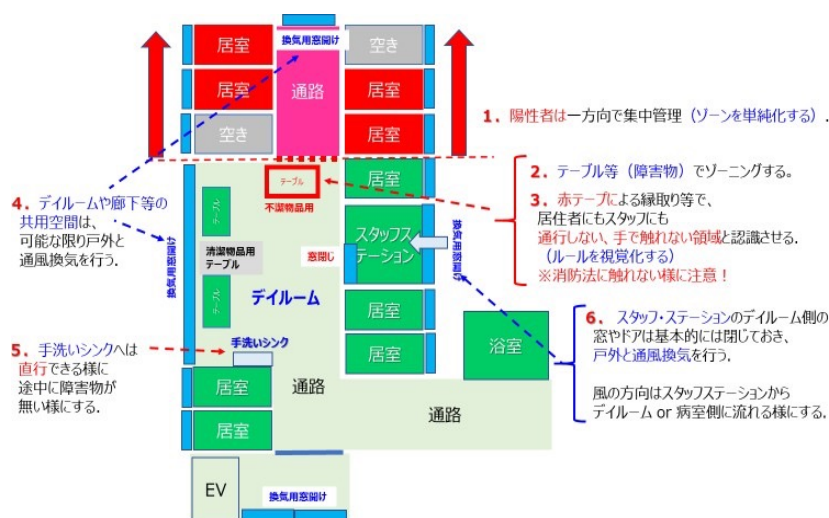 換気用窓開け
居室
空き
居室
通路
居室
空き
居室
1. 陽性者は一方向で集中管理（ゾーンを単純化する）.
2. テーブル等（障害物）でゾーニングする。
3. 赤テープによる縁取り等で、
居住者にもスタッフにも
通行しない、手で触れない領域と認識させる.
（ルールを視覚化する）
※消防法に触れない様に注意！
4. デイルームや廊下等の
共用空間は、
可能な限り戸外と
通風換気を行う.
換気用窓開け
テーブル
不潔物品用
居室
テーブル
清潔物品用
テーブル
テーブル
窓閉じ
スタッフス
テーション
換気用窓開け
デイルーム
5. 手洗いシンクへは
直行できる様に
途中に障害物が
無い様にする.
手洗いシンク
居室
居室
浴室
6. スタッフ・ステーションのデイルーム側の
窓やドアは基本的には閉じておき、
戸外と通風換気を行う.
風の方向はスタッフステーションから
デイルーム or 病室側に流れる様にする.
居室
居室
通路
通路
EV
換気用窓開け